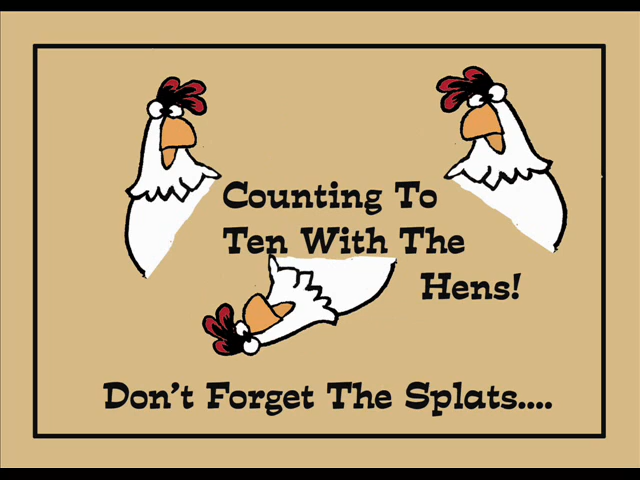 Counting To
Ten With The
Hens!
Don't Forget The Splats....